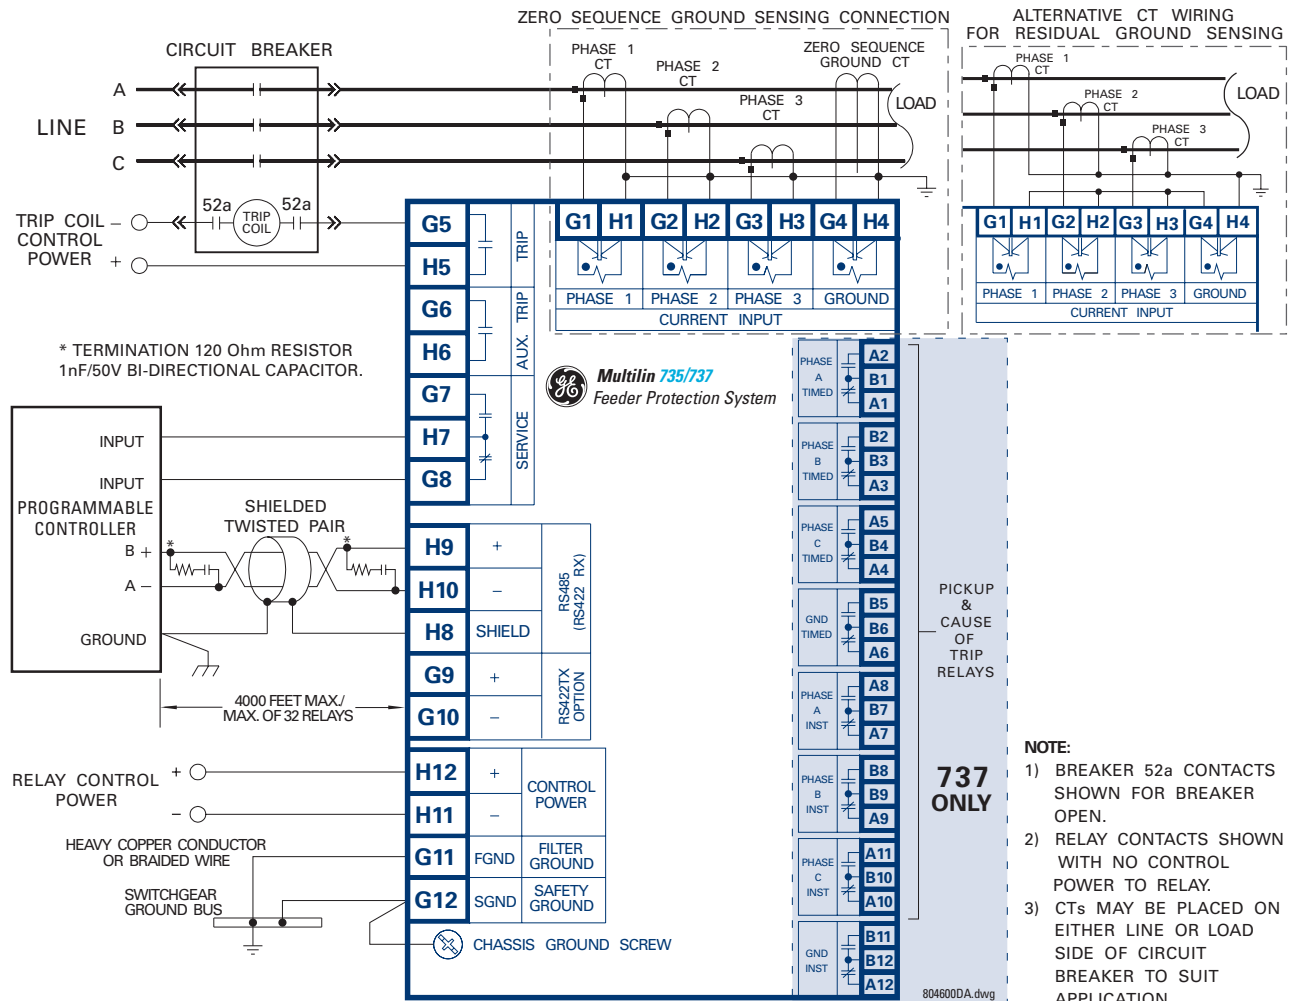 ZERO SEQUENCE GROUND SENSING CONNECTION
ALTERNATIVE CT WIRING
FOR RESIDUAL GROUND SENSING
CIRCUIT BREAKER
PHASE 1
CT
PHASE 2
CT
PHASE 3
CT
ZERO SEQUENCE
GROUND CT
LOAD
PHASE 1
CT
PHASE 2
CT
PHASE 3
CT
LOAD
LINE
A
B
C
52a
TRIP
COIL
52a
TRIP COIL
CONTROL
POWER
−
+
G5
H5
TRIP
G6
H6
AUX. TRIP
G7
H7
G8
SERVICE
G1
H1
G2
H2
G3
H3
G4
H4
PHASE 1
PHASE 2
PHASE 3
GROUND
CURRENT INPUT
G1
H1
G2
H2
G3
H3
G4
H4
PHASE 1
PHASE 2
PHASE 3
GROUND
CURRENT INPUT
* TERMINATION 120 Ohm RESISTOR
1nF/50V BI-DIRECTIONAL CAPACITOR.
GE
Multilin 735/737
Feeder Protection System
INPUT
INPUT
PROGRAMMABLE
CONTROLLER
B +
A −
GROUND
*
SHIELDED
TWISTED PAIR
*
4000 FEET MAX./
MAX. OF 32 RELAYS
H9
+
H10
−
H8
SHIELD
RS485
(RS422 RX)
G9
+
G10
−
RS422TX
OPTION
RELAY CONTROL
POWER
+
−
H12
+
H11
−
CONTROL
POWER
HEAVY COPPER CONDUCTOR
OR BRAIDED WIRE
G11
FGND
FILTER
GROUND
SWITCHGEAR
GROUND BUS
G12
SGND
SAFETY
GROUND
CHASSIS GROUND SCREW
PHASE
A
TIMED
A2
B1
A1
PHASE
B
TIMED
B2
B3
A3
PHASE
C
TIMED
A5
B4
A4
GND
TIMED
B5
B6
A6
PHASE
A
INST
A8
B7
A7
PHASE
B
INST
B8
B9
A9
PHASE
C
INST
A11
B10
A10
GND
INST
B11
B12
A12
PICKUP
&
CAUSE
OF
TRIP
RELAYS
737
ONLY
804600DA.dwg
NOTE:
1) BREAKER 52a CONTACTS
SHOWN FOR BREAKER
OPEN.
2) RELAY CONTACTS SHOWN
WITH NO CONTROL
POWER TO RELAY.
3) CTs MAY BE PLACED ON
EITHER LINE OR LOAD
SIDE OF CIRCUIT
BREAKER TO SUIT
APPLICATION